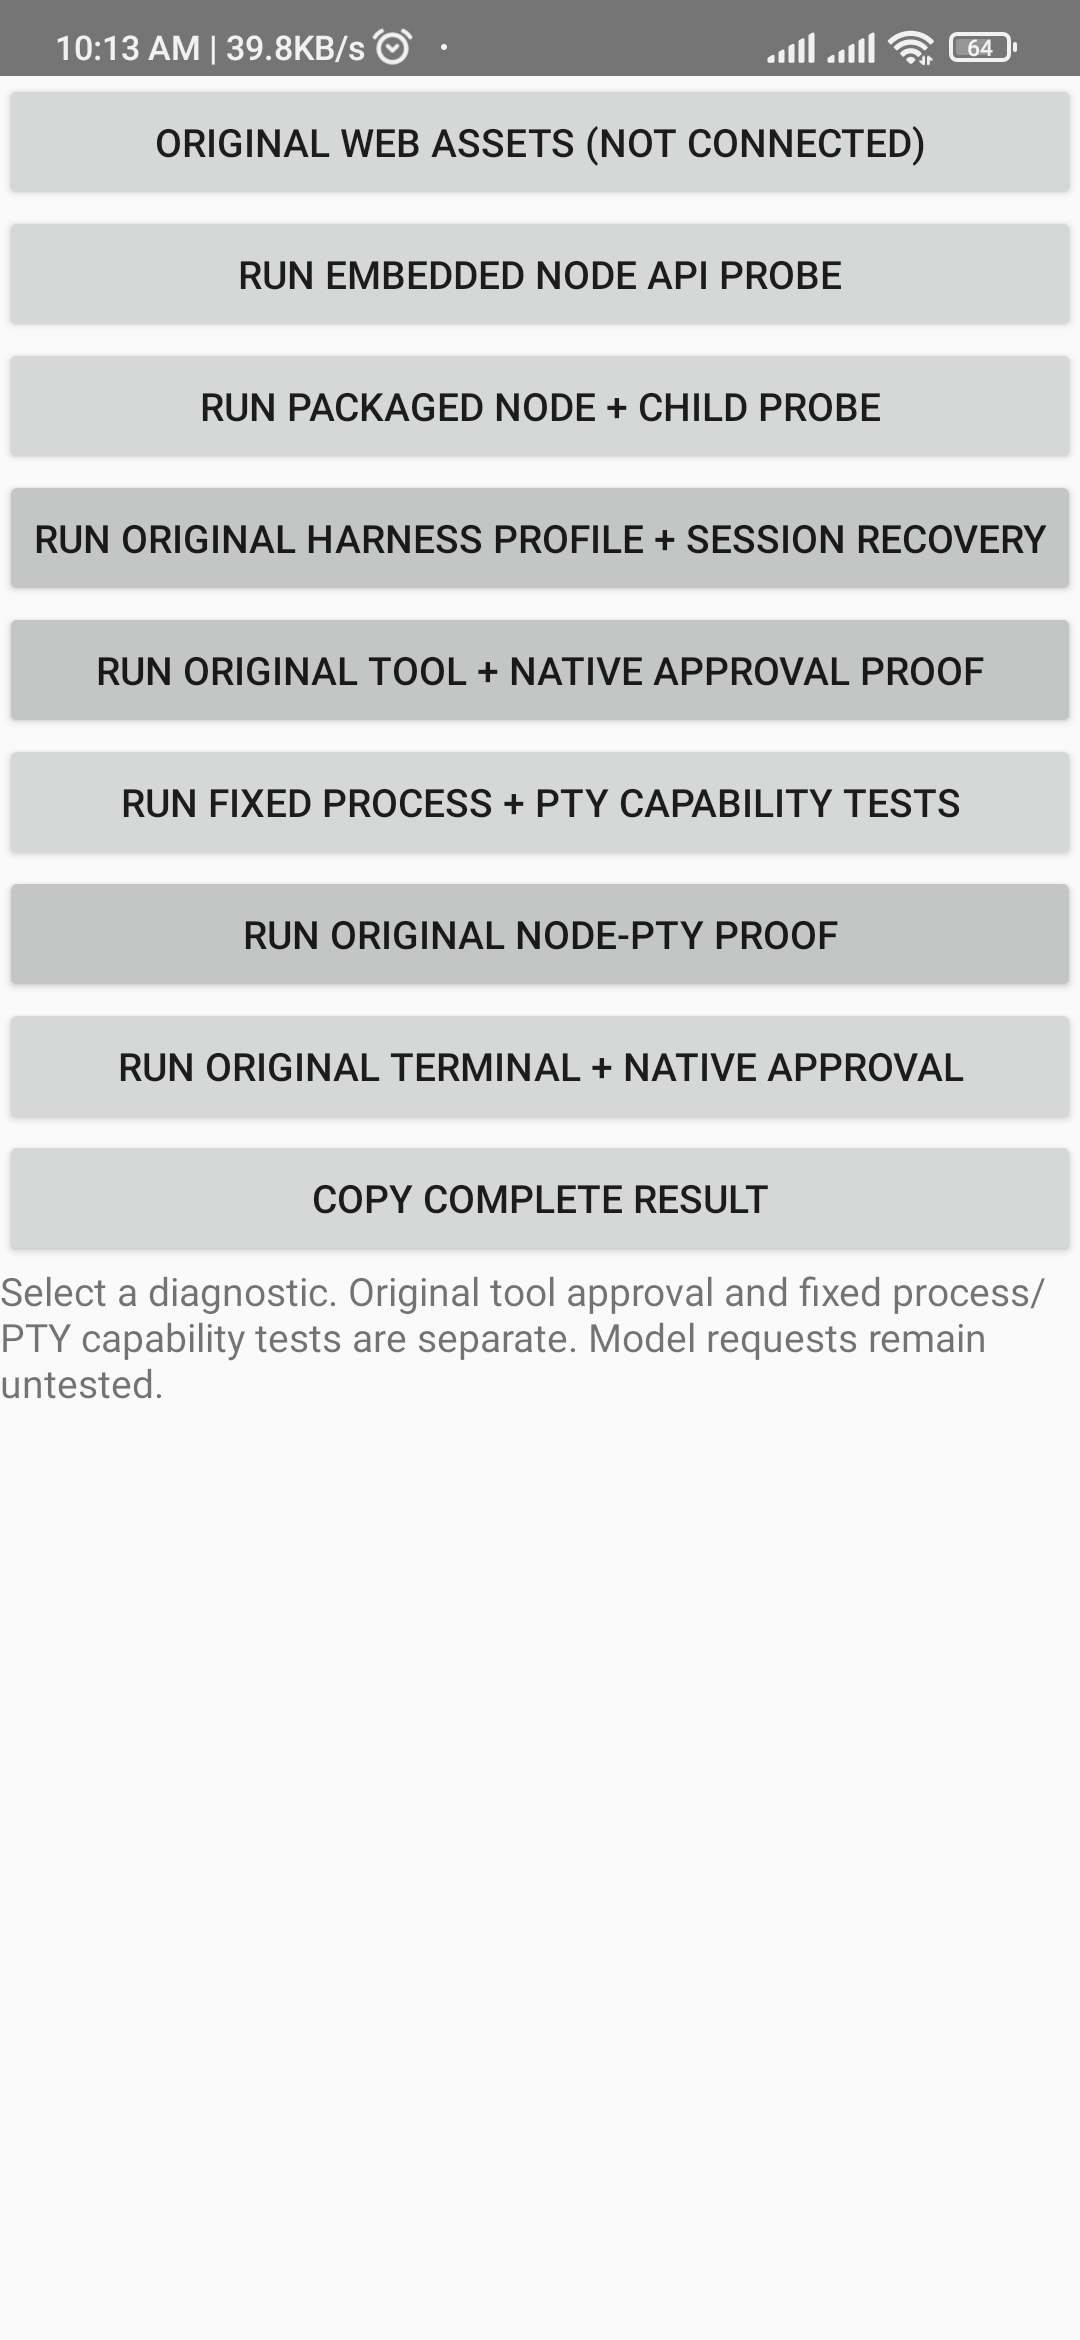 10:13 AM | 39.8KB/s
64
ORIGINAL WEB ASSETS (NOT CONNECTED)
RUN EMBEDDED NODE API PROBE
RUN PACKAGED NODE + CHILD PROBE
RUN ORIGINAL HARNESS PROFILE + SESSION RECOVERY
RUN ORIGINAL TOOL + NATIVE APPROVAL PROOF
RUN FIXED PROCESS + PTY CAPABILITY TESTS
RUN ORIGINAL NODE-PTY PROOF
RUN ORIGINAL TERMINAL + NATIVE APPROVAL
COPY COMPLETE RESULT
Select a diagnostic. Original tool approval and fixed process/
PTY capability tests are separate. Model requests remain
untested.